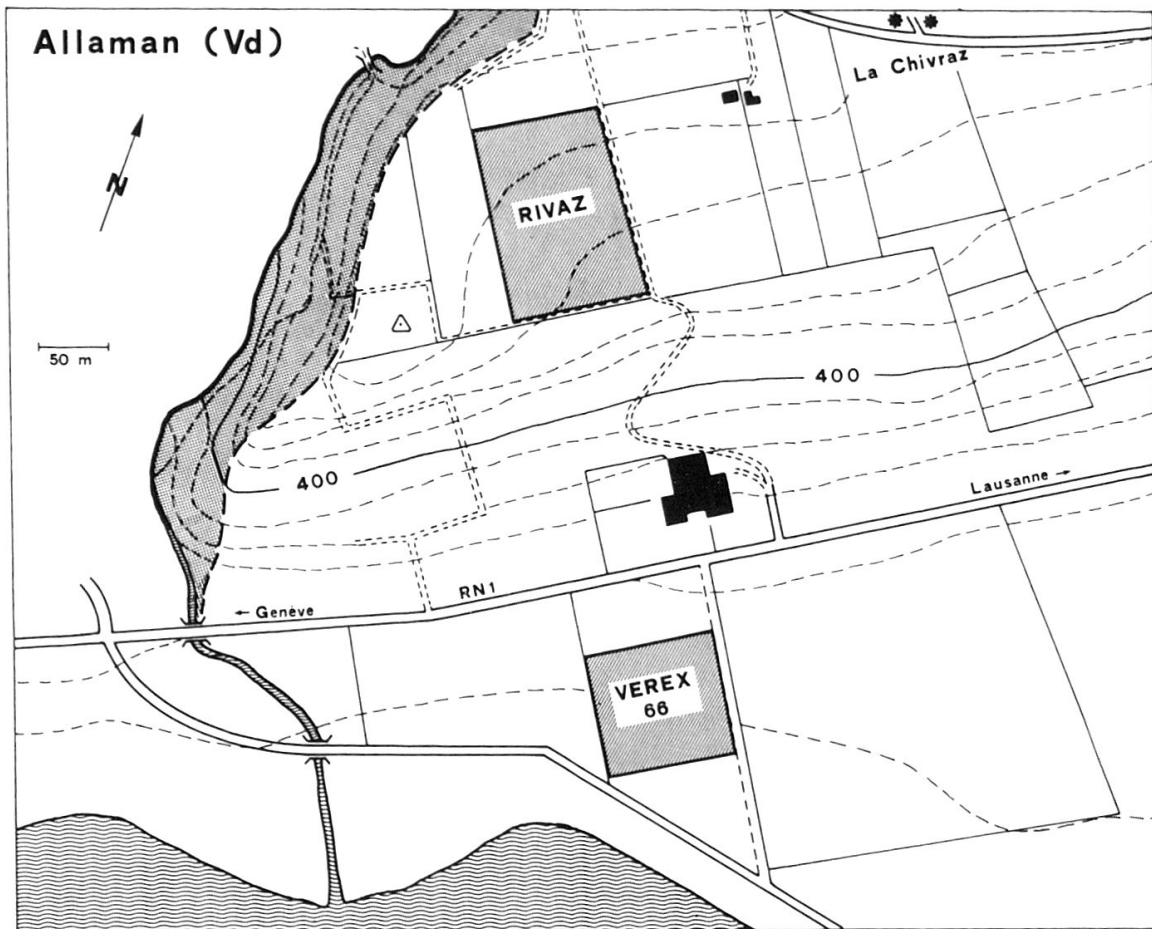 Allaman (Vd)
La Chivraz
N
RIVAZ
50 m
400
400
Lausanne →
RN1
← Genève
VEREX
66